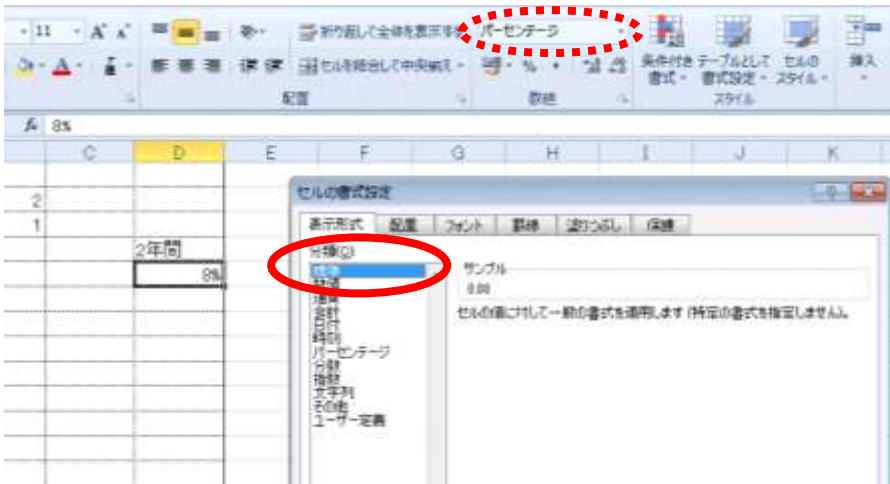 11 A A 折り返して全体を表示する パーセンテージ
セルを結合して中央揃え % 条件付き書式 テーブルとして書式設定 セルのスタイル 挿入
配置 数値 スタイル
fx 8%
C D E F G H I J K
2
1
2年間
8%
セルの書式設定
表示形式 配置 フォント 罫線 塗りつぶし 保護
分類(C)
標準
数値
通貨
会計
日付
時刻
パーセンテージ
分数
指数
文字列
その他
ユーザー定義
サンプル
0.08
セルの値に対して一般の書式を適用します (特定の書式を指定しません)。